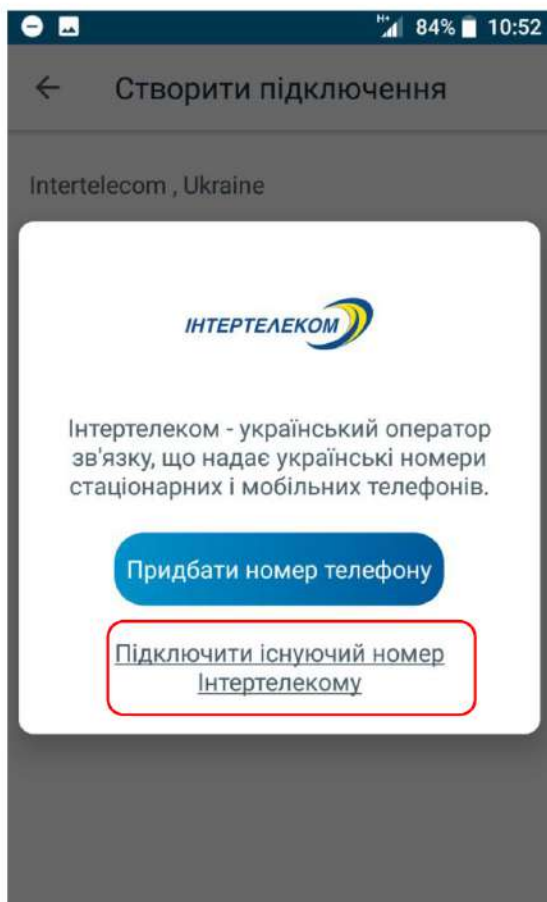 H+ 84% 10:52
Створити підключення
Intertelecom , Ukraine
ІНТЕРТЕЛЕКОМ
Інтертелеком - український оператор
зв'язку, що надає українські номери
стаціонарних і мобільних телефонів.
Придбати номер телефону
Підключити існуючий номер
Інтертелекому